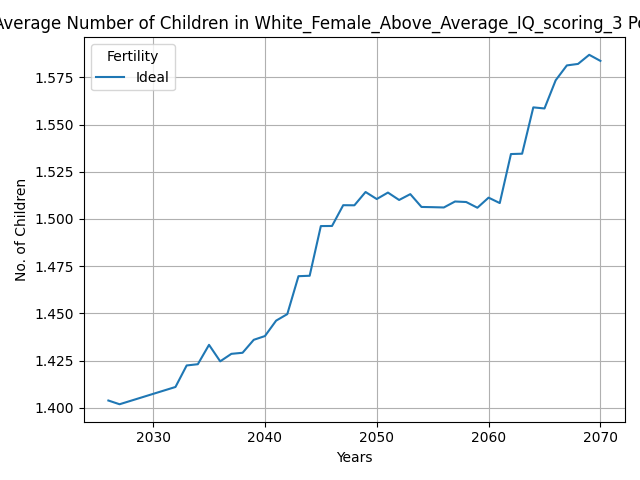 Average Number of Children in White_Female_Above_Average_IQ_scoring_3 Po
Fertility
Ideal
1.575
1.550
1.525
1.500
1.475
1.450
1.425
1.400
No. of Children
2030 2040 2050 2060 2070
Years